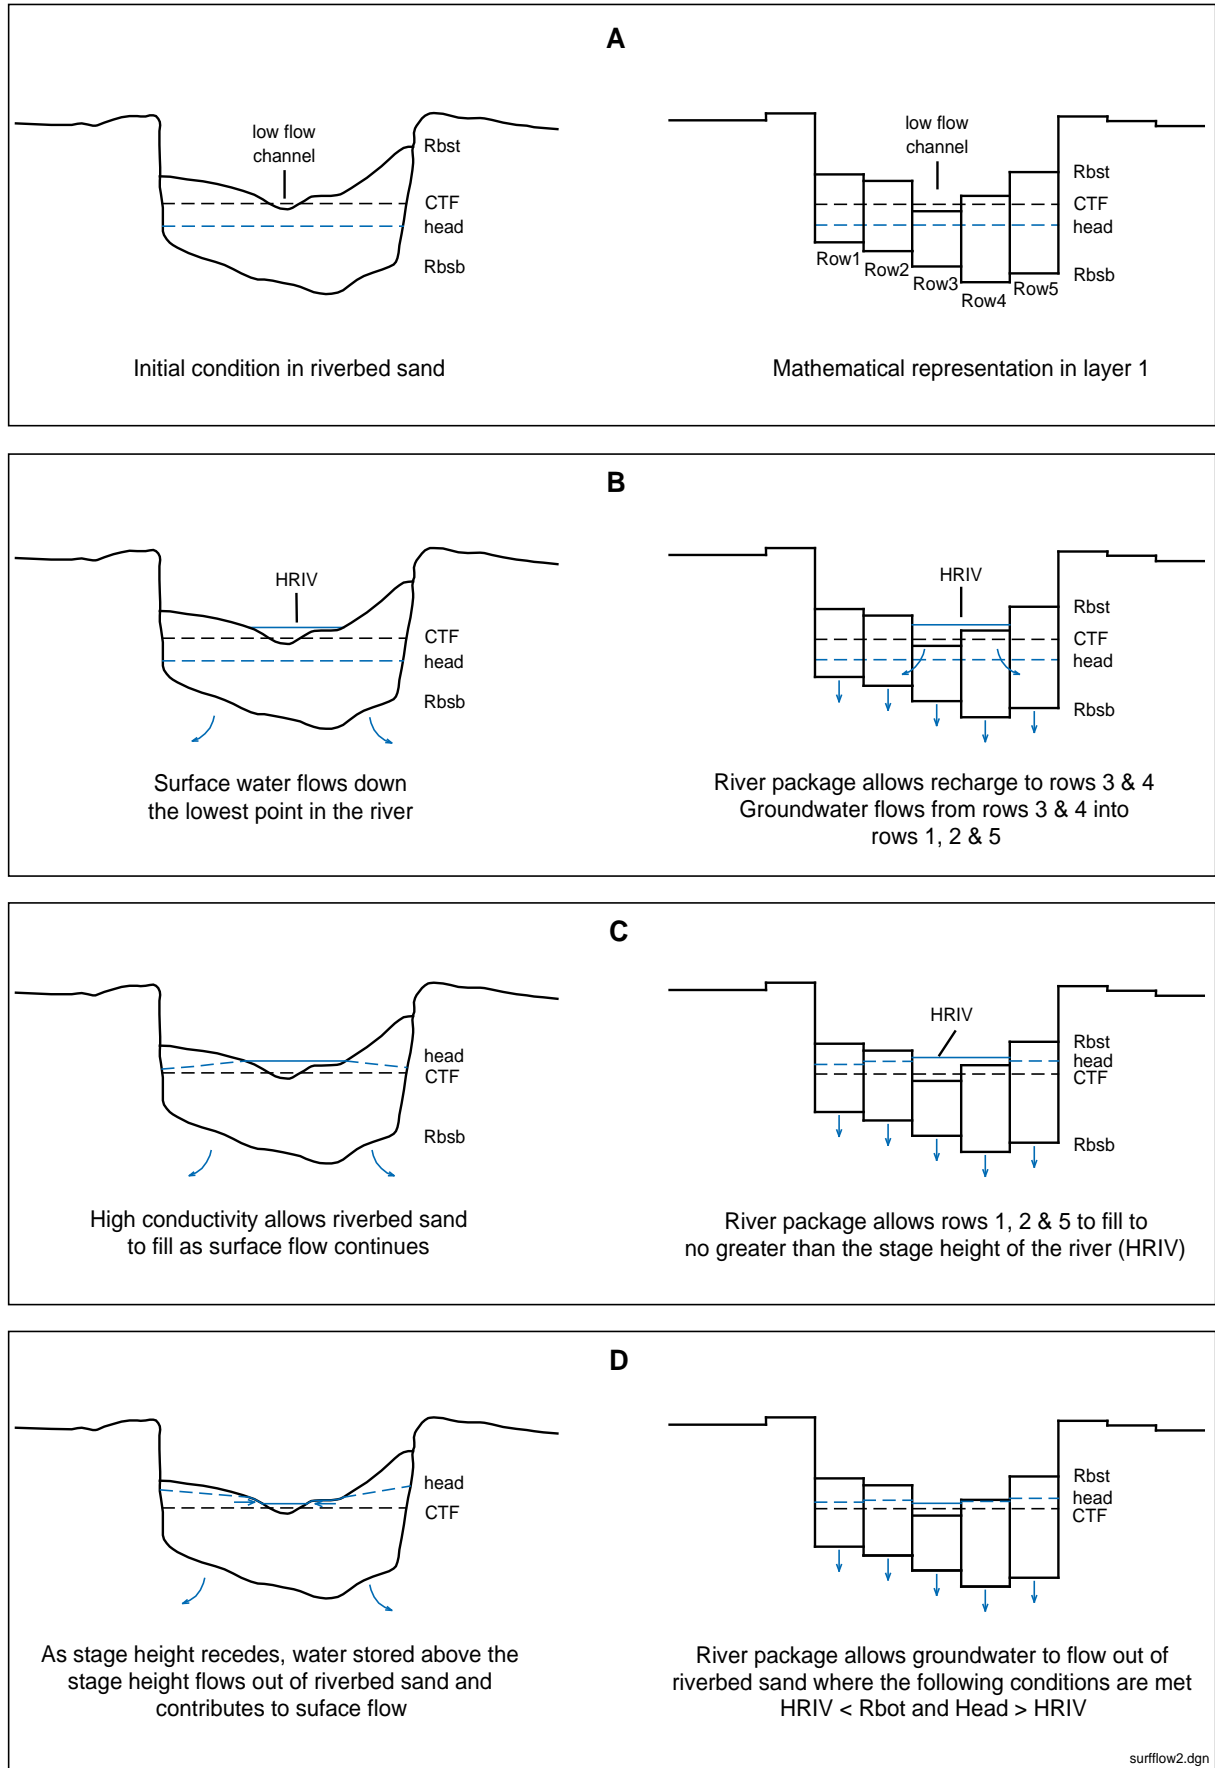 A
low flow
channel
Rbst
CTF
head
Rbsb
Initial condition in riverbed sand
low flow
channel
Rbst
CTF
head
Rbsb
Row1
Row2
Row3
Row4
Row5
Mathematical representation in layer 1
B
HRIV
CTF
head
Rbsb
Surface water flows down
the lowest point in the river
HRIV
Rbst
CTF
head
Rbsb
River package allows recharge to rows 3 & 4
Groundwater flows from rows 3 & 4 into
rows 1, 2 & 5
C
head
CTF
Rbsb
High conductivity allows riverbed sand
to fill as surface flow continues
HRIV
Rbst
head
CTF
Rbsb
River package allows rows 1, 2 & 5 to fill to
no greater than the stage height of the river (HRIV)
D
head
CTF
As stage height recedes, water stored above the
stage height flows out of riverbed sand and
contributes to suface flow
Rbst
head
CTF
River package allows groundwater to flow out of
riverbed sand where the following conditions are met
HRIV < Rbot and Head > HRIV
surfflow2.dgn